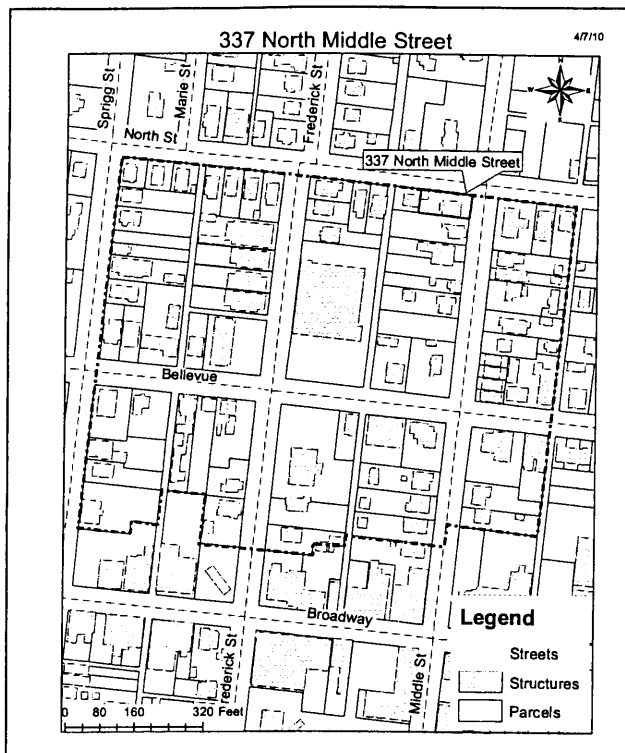 337 North Middle Street
4/7/10
N
W
E
S
Sprigg St
Marie St
Frederick St
North St
337 North Middle Street
Bellevue
Broadway
Frederick St
Middle St
Legend
Streets
Structures
Parcels
0 80 160 320 Feet